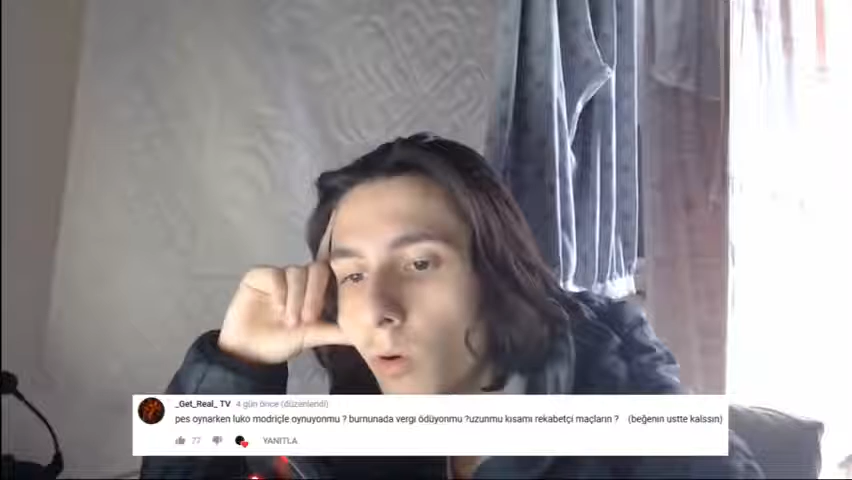 _Get_Real_ TV 4 gün önce (düzenlendi)
pes oynarken luko modriçle oynuyonmu ? burnunada vergi ödüyonmu ?uzunmu kısamı rekabetçi maçların ? (beğenin ustte kalssın)
77 YANITLA